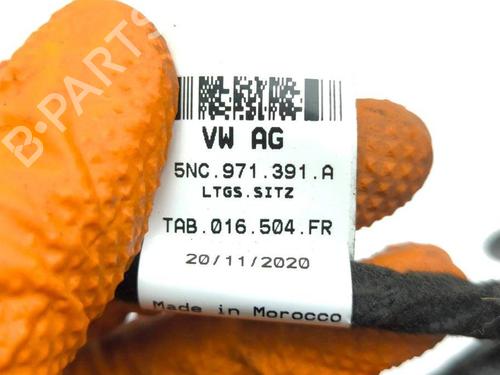 B-PARTS
VW AG
5NC.971.391.A
LTGS.SITZ
TAB.016.504.FR
20/11/2020
Made in Morocco